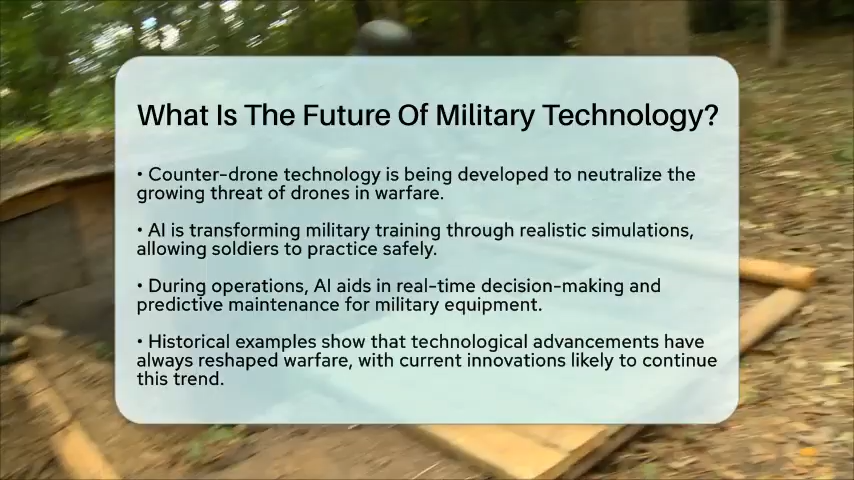 What Is The Future Of Military Technology?
• Counter-drone technology is being developed to neutralize the
growing threat of drones in warfare.
• AI is transforming military training through realistic simulations,
allowing soldiers to practice safely.
• During operations, AI aids in real-time decision-making and
predictive maintenance for military equipment.
• Historical examples show that technological advancements have
always reshaped warfare, with current innovations likely to continue
this trend.